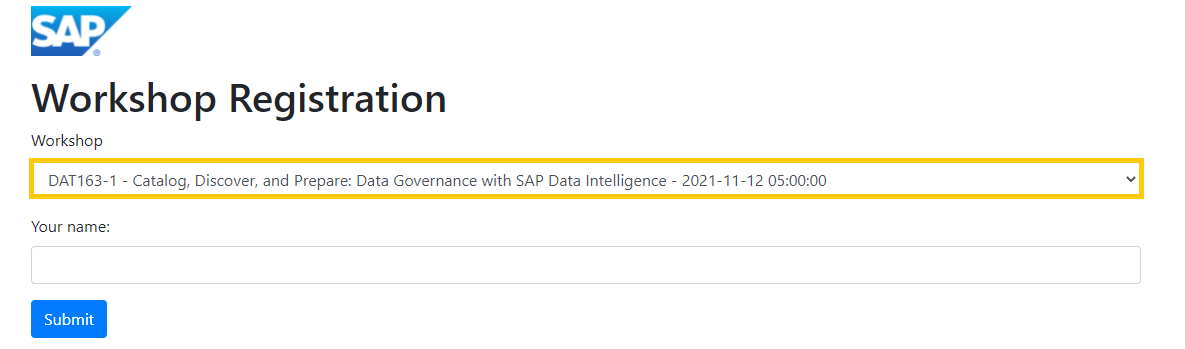 SAP
Workshop Registration
Workshop
DAT163-1 - Catalog, Discover, and Prepare: Data Governance with SAP Data Intelligence - 2021-11-12 05:00:00
Your name:
Submit